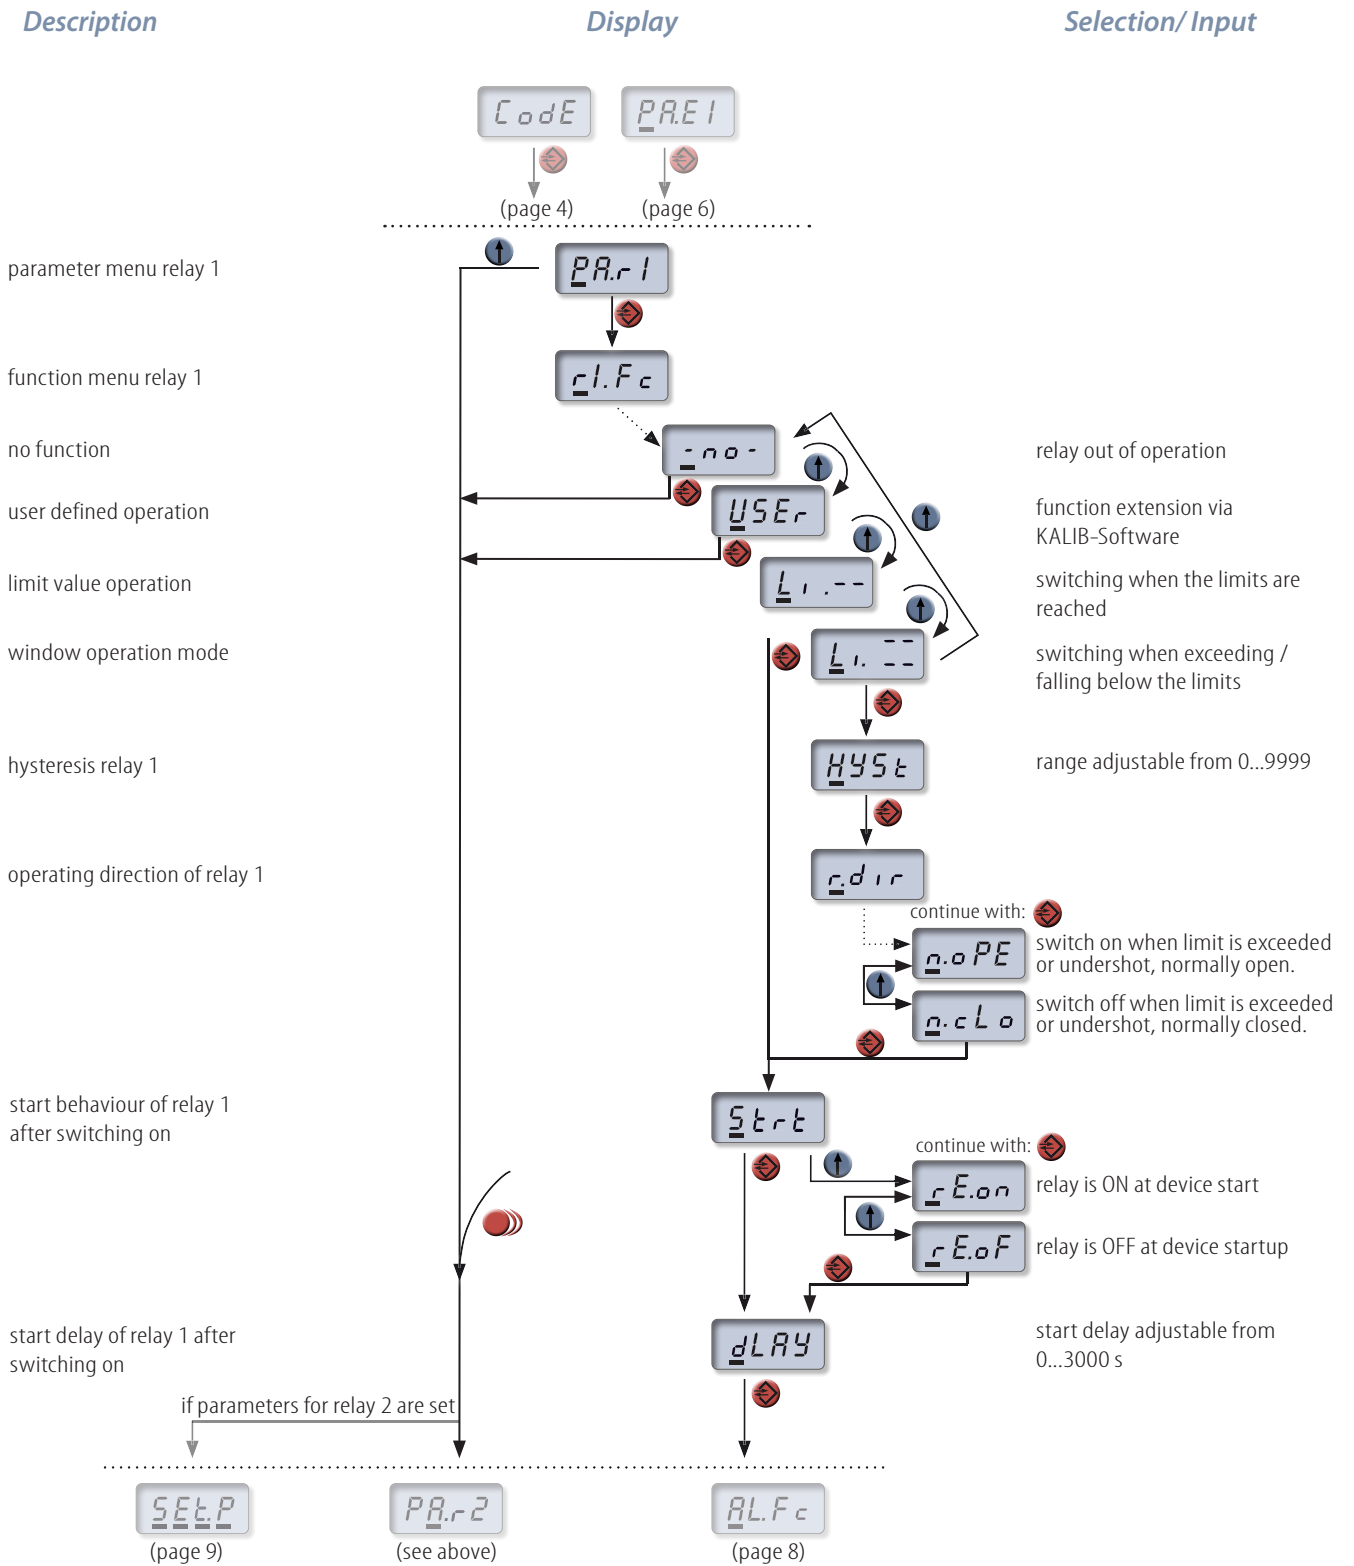 Description Display Selection/ Input
CodE PA.E1
(page 4) (page 6)
parameter menu relay 1 PA.r1
function menu relay 1 r1.Fc
no function -no- relay out of operation
user defined operation USEr function extension via
KALIB-Software
limit value operation Li.-- switching when the limits are
reached
window operation mode Li. == switching when exceeding /
falling below the limits
hysteresis relay 1 HYSt range adjustable from 0...9999
operating direction of relay 1 r.dir
continue with:
n.oPE switch on when limit is exceeded
or undershot, normally open.
n.cLo switch off when limit is exceeded
or undershot, normally closed.
start behaviour of relay 1 Strt
after switching on
continue with:
rE.on relay is ON at device start
rE.oF relay is OFF at device startup
start delay of relay 1 after dLAY start delay adjustable from
switching on 0...3000 s
if parameters for relay 2 are set
SEt.P PA.r2 AL.Fc
(page 9) (see above) (page 8)